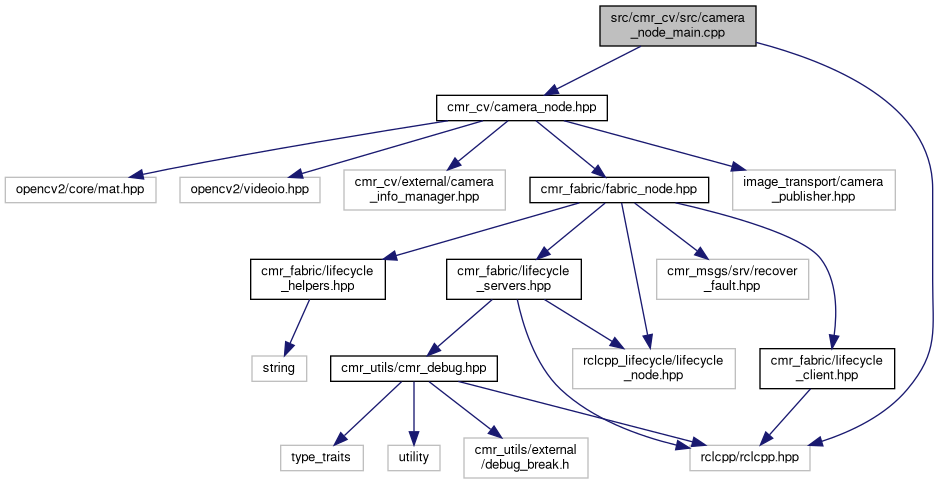 src/cmr_cv/src/camera
_node_main.cpp
cmr_cv/camera_node.hpp
opencv2/core/mat.hpp
opencv2/videoio.hpp
cmr_cv/external/camera
_info_manager.hpp
cmr_fabric/fabric_node.hpp
image_transport/camera
_publisher.hpp
cmr_fabric/lifecycle
_helpers.hpp
cmr_fabric/lifecycle
_servers.hpp
cmr_msgs/srv/recover
_fault.hpp
string
cmr_utils/cmr_debug.hpp
rclcpp_lifecycle/lifecycle
_node.hpp
cmr_fabric/lifecycle
_client.hpp
type_traits
utility
cmr_utils/external
/debug_break.h
rclcpp/rclcpp.hpp